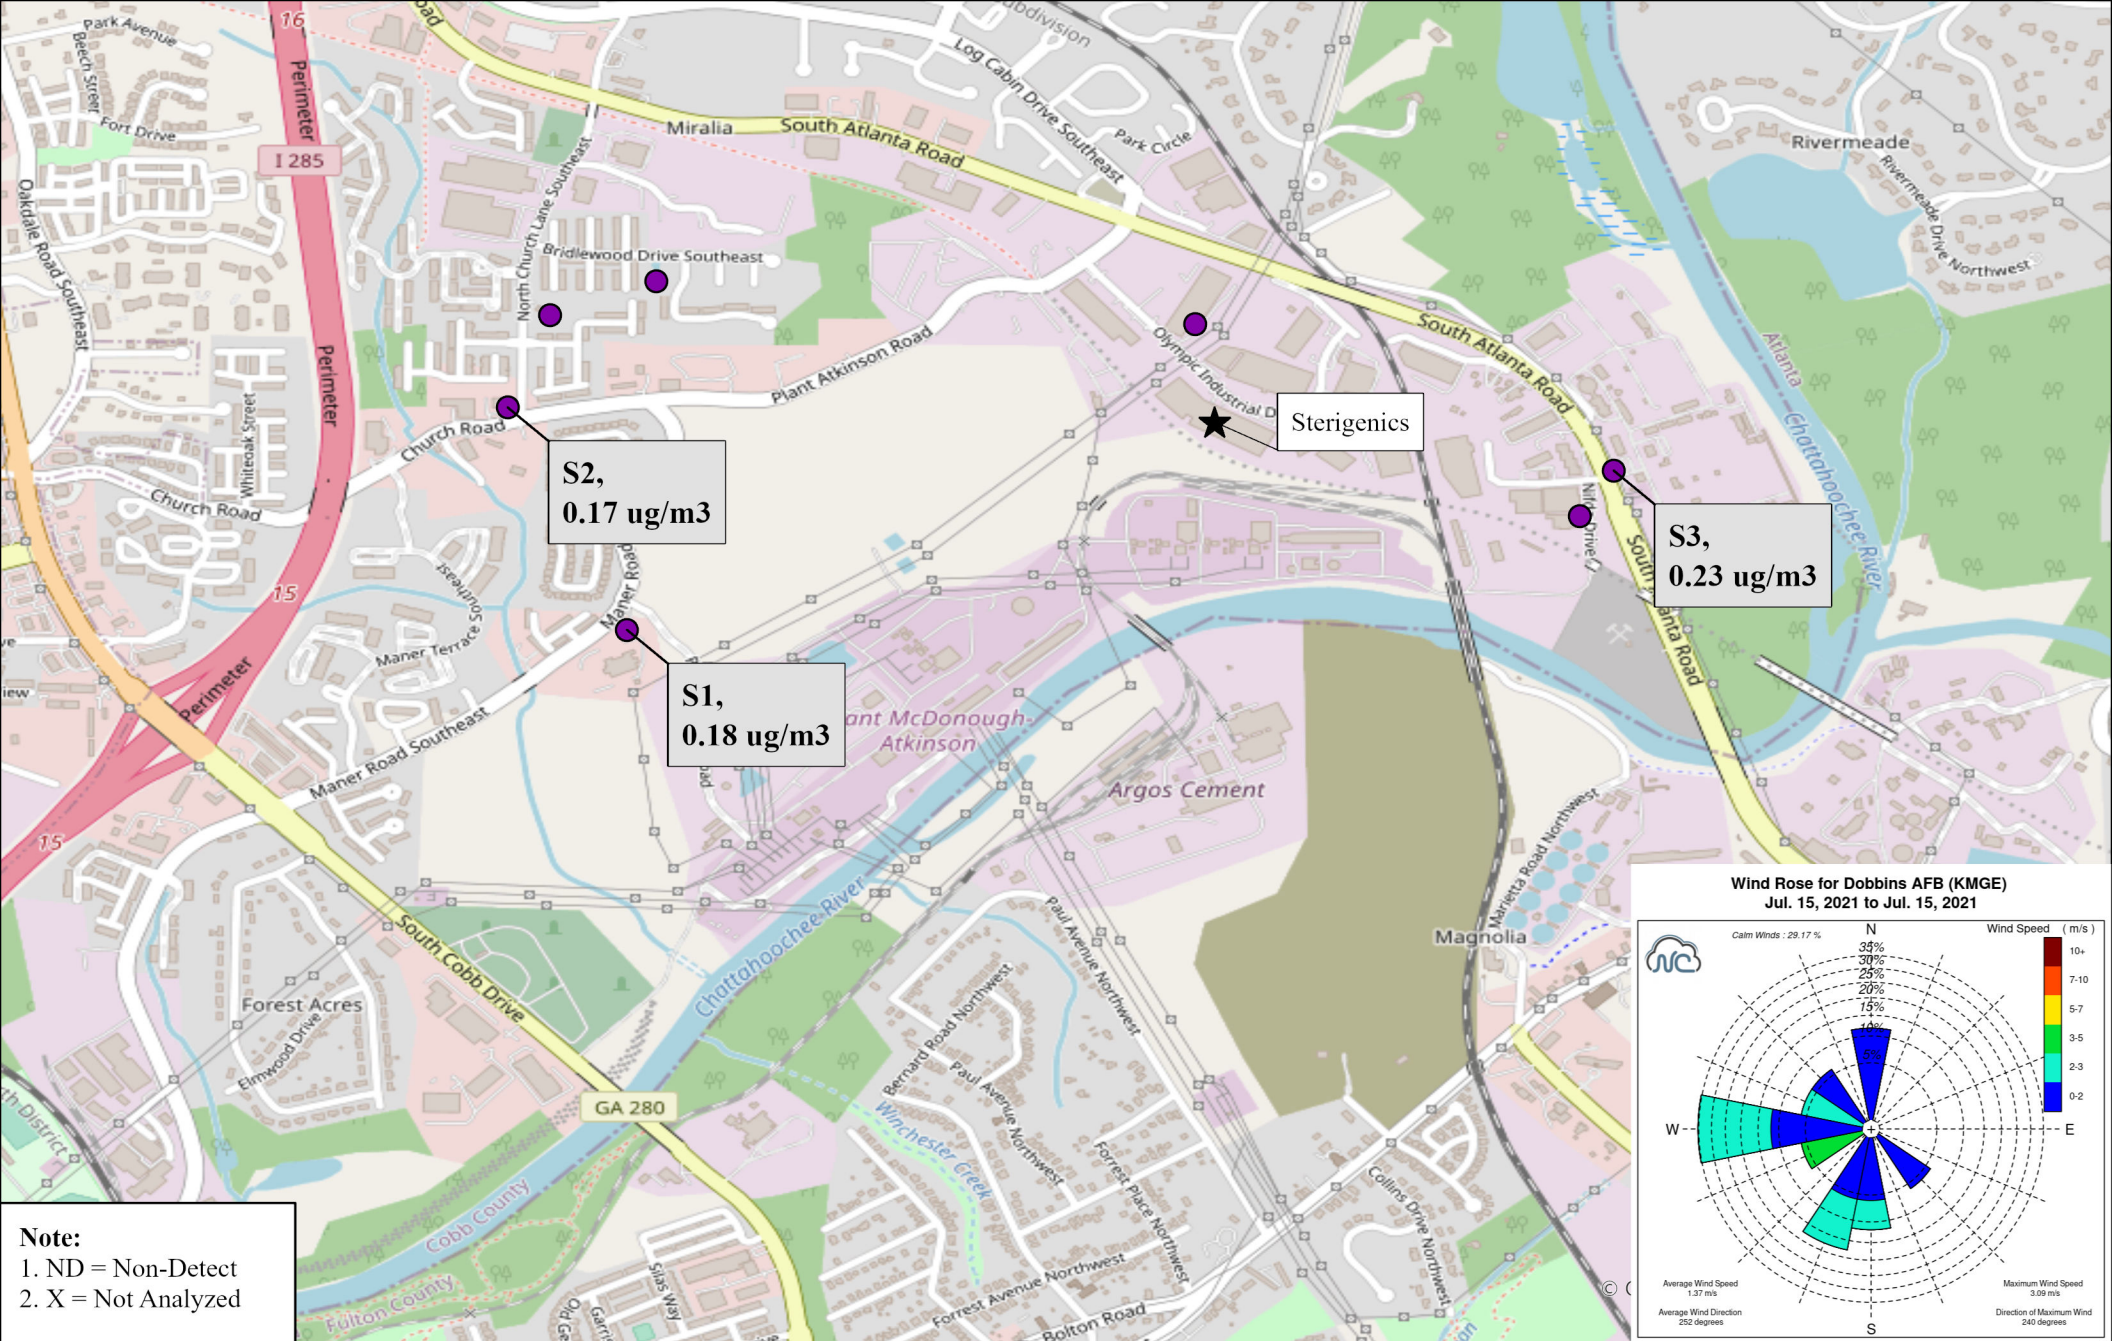 16
Park Avenue
Beech Street
Fort Drive
Perimeter
I 285
Oakdale Road Southeast
Perimeter
Whiteoak Street
Church Road
Church Road
15
15
Perimeter
Miralia
South Atlanta Road
Log Cabin Drive Southeast
Park Circle
North Church Lane Southeast
Bridlewood Drive Southeast
Plant Atkinson Road
Olympic Industrial D
Sterigenics
South Atlanta Road
Rivermeade
Rivermeade Drive Northwest
Atlanta
Chattahoochee River
S2,
0.17 ug/m3
S3,
0.23 ug/m3
S1,
0.18 ug/m3
Maner Road
Maner Terrace Southeast
Maner Road Southeast
ant McDonough-
Atkinson
Argos Cement
Chattahoochee River
South Cobb Drive
Forest Acres
Elmwood Drive
GA 280
Cobb County
Fulton County
Winchester Creek
Bernard Road Northwest
Paul Avenue Northwest
Paul Avenue Northwest
Forrest Place Northwest
Forrest Avenue Northwest
Bolton Road
Collins Drive Northwest
Silas Way
Magnolia
Marietta Road Northwest
Note:
1. ND = Non-Detect
2. X = Not Analyzed
Wind Rose for Dobbins AFB (KMGE)
Jul. 15, 2021 to Jul. 15, 2021
Calm Winds : 29.17 %
N
Wind Speed ( m/s )
35%
30%
25%
20%
15%
10%
5%
10+
7-10
5-7
3-5
2-3
0-2
NC
W
E
S
Average Wind Speed
1.37 m/s
Average Wind Direction
252 degrees
Maximum Wind Speed
3.09 m/s
Direction of Maximum Wind
240 degrees